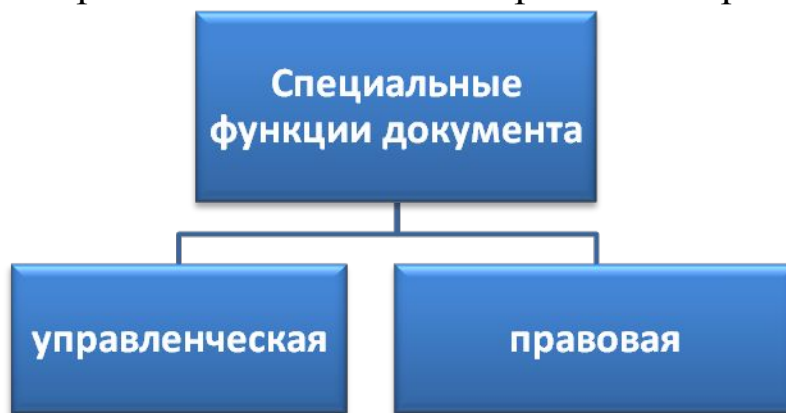 Специальные
функции документа
управленческая
правовая